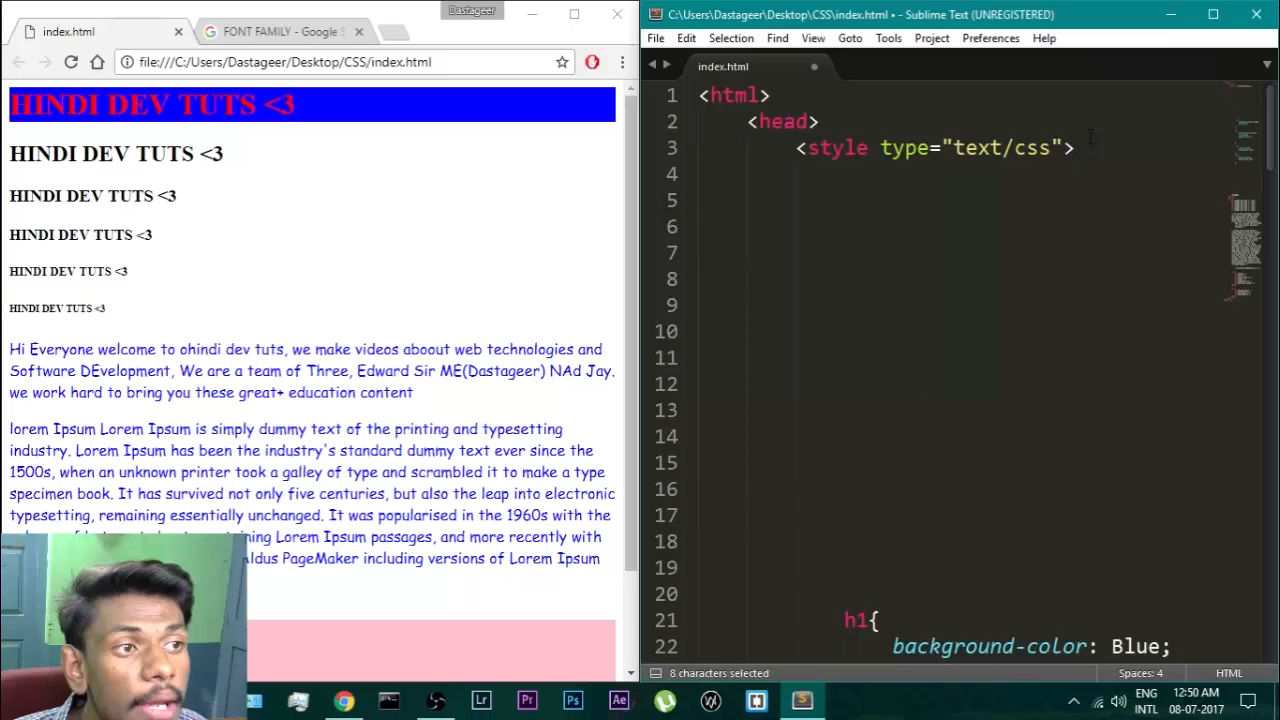 Dastageer
index.html
FONT FAMILY - Google S
file:///C:/Users/Dastageer/Desktop/CSS/index.html
HINDI DEV TUTS <3
HINDI DEV TUTS <3
HINDI DEV TUTS <3
HINDI DEV TUTS <3
HINDI DEV TUTS <3
HINDI DEV TUTS <3
Hi Everyone welcome to ohindi dev tuts, we make videos aboout web technologies and
Software DEvelopment, We are a team of Three, Edward Sir ME(Dastageer) NAd Jay.
we work hard to bring you these great+ education content
lorem Ipsum Lorem Ipsum is simply dummy text of the printing and typesetting
industry. Lorem Ipsum has been the industry's standard dummy text ever since the
1500s, when an unknown printer took a galley of type and scrambled it to make a type
specimen book. It has survived not only five centuries, but also the leap into electronic
typesetting, remaining essentially unchanged. It was popularised in the 1960s with the
Lorem Ipsum passages, and more recently with
Aldus PageMaker including versions of Lorem Ipsum
C:\Users\Dastageer\Desktop\CSS\index.html • - Sublime Text (UNREGISTERED)
File Edit Selection Find View Goto Tools Project Preferences Help
index.html
1 <html>
2 <head>
3 <style type="text/css">
4
5
6
7
8
9
10
11
12
13
14
15
16
17
18
19
20
21 h1{
22 background-color: Blue;
8 characters selected
Spaces: 4
HTML
Lr Pr Ps Ae
ENG
INTL
12:50 AM
08-07-2017